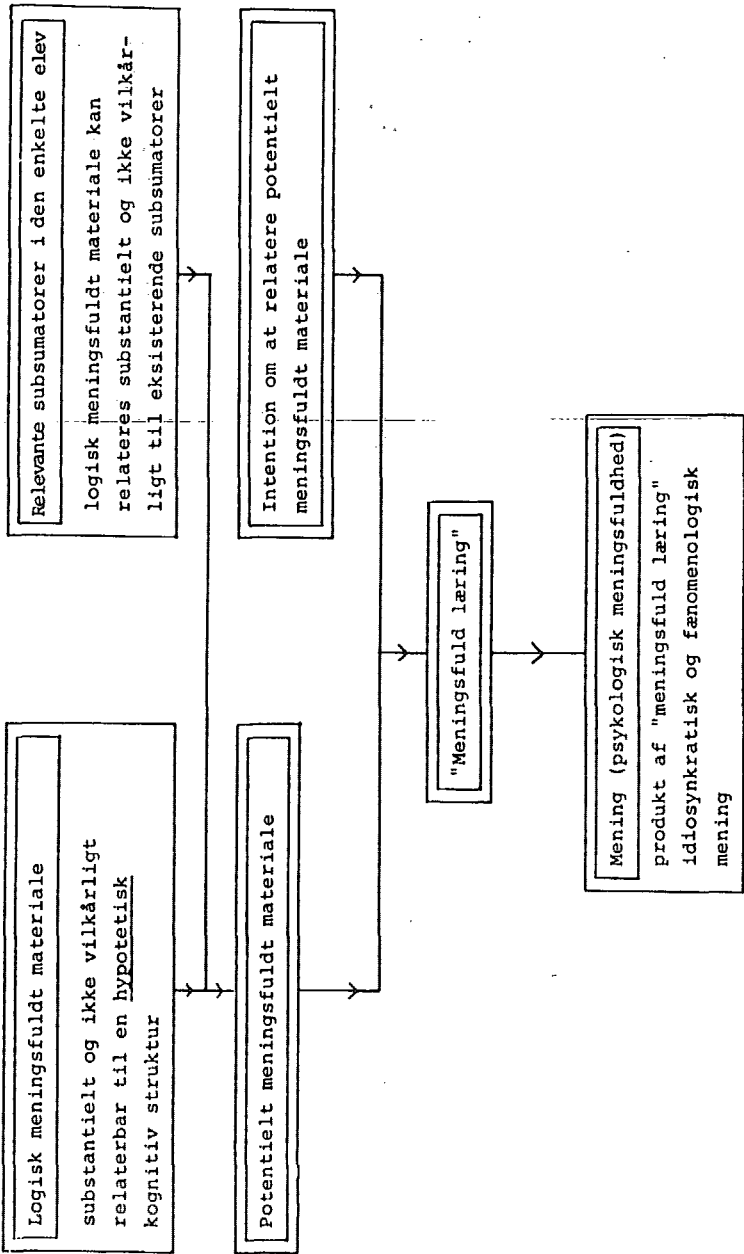 Logisk meningsfuldt materiale
substantielt og ikke vilkårligt
relaterbar til en hypotetisk
kognitiv struktur
Relevante subsumatorer i den enkelte elev
logisk meningsfuldt materiale kan
relateres substantielt og ikke vilkår-
ligt til eksisterende subsumatorer
Potentielt meningsfuldt materiale
Intention om at relatere potentielt
meningsfuldt materiale
"Meningsfuld læring"
Mening (psykologisk meningsfuldhed)
produkt af "meningsfuld læring"
idiosynkratisk og fænomenologisk
mening